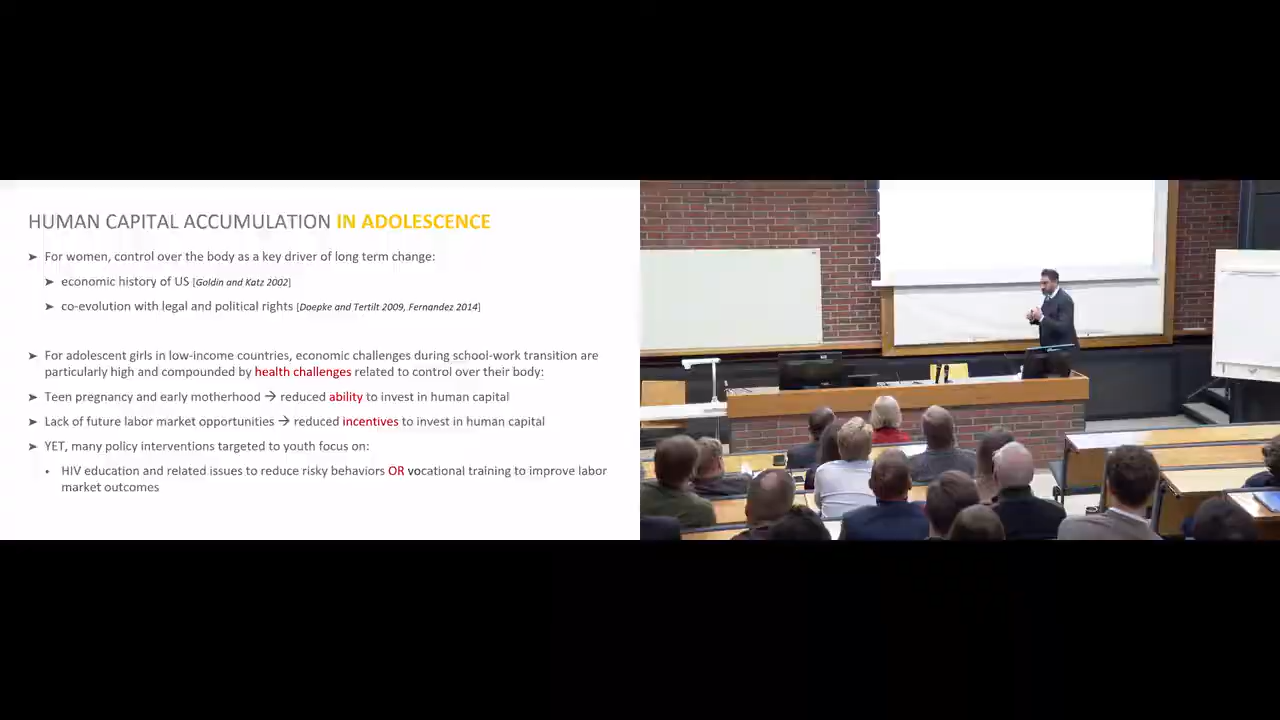 HUMAN CAPITAL ACCUMULATION IN ADOLESCENCE
➤ For women, control over the body as a key driver of long term change:
➤ economic history of US [Goldin and Katz 2002]
➤ co-evolution with legal and political rights [Doepke and Tertilt 2009, Fernandez 2014]
➤ For adolescent girls in low-income countries, economic challenges during school-work transition are
particularly high and compounded by health challenges related to control over their body:
➤ Teen pregnancy and early motherhood → reduced ability to invest in human capital
➤ Lack of future labor market opportunities → reduced incentives to invest in human capital
➤ YET, many policy interventions targeted to youth focus on:
• HIV education and related issues to reduce risky behaviors OR vocational training to improve labor
market outcomes